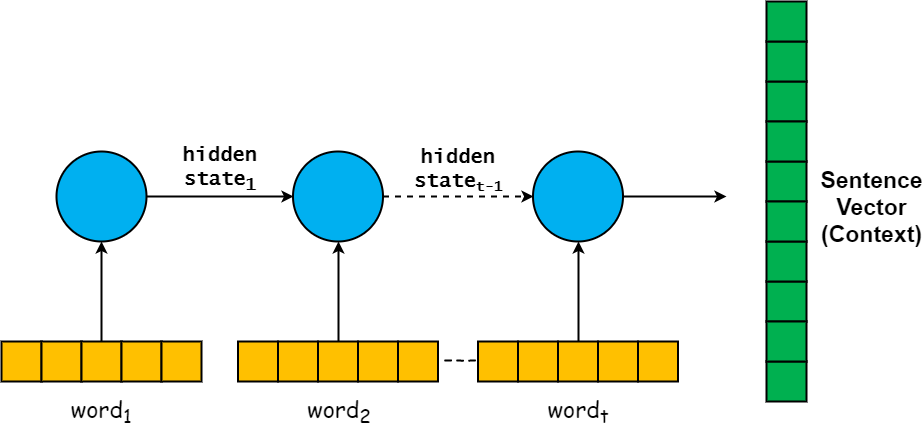 hidden
state₁
hidden
stateₜ₋₁
Sentence
Vector
(Context)
word₁
word₂
wordₜ